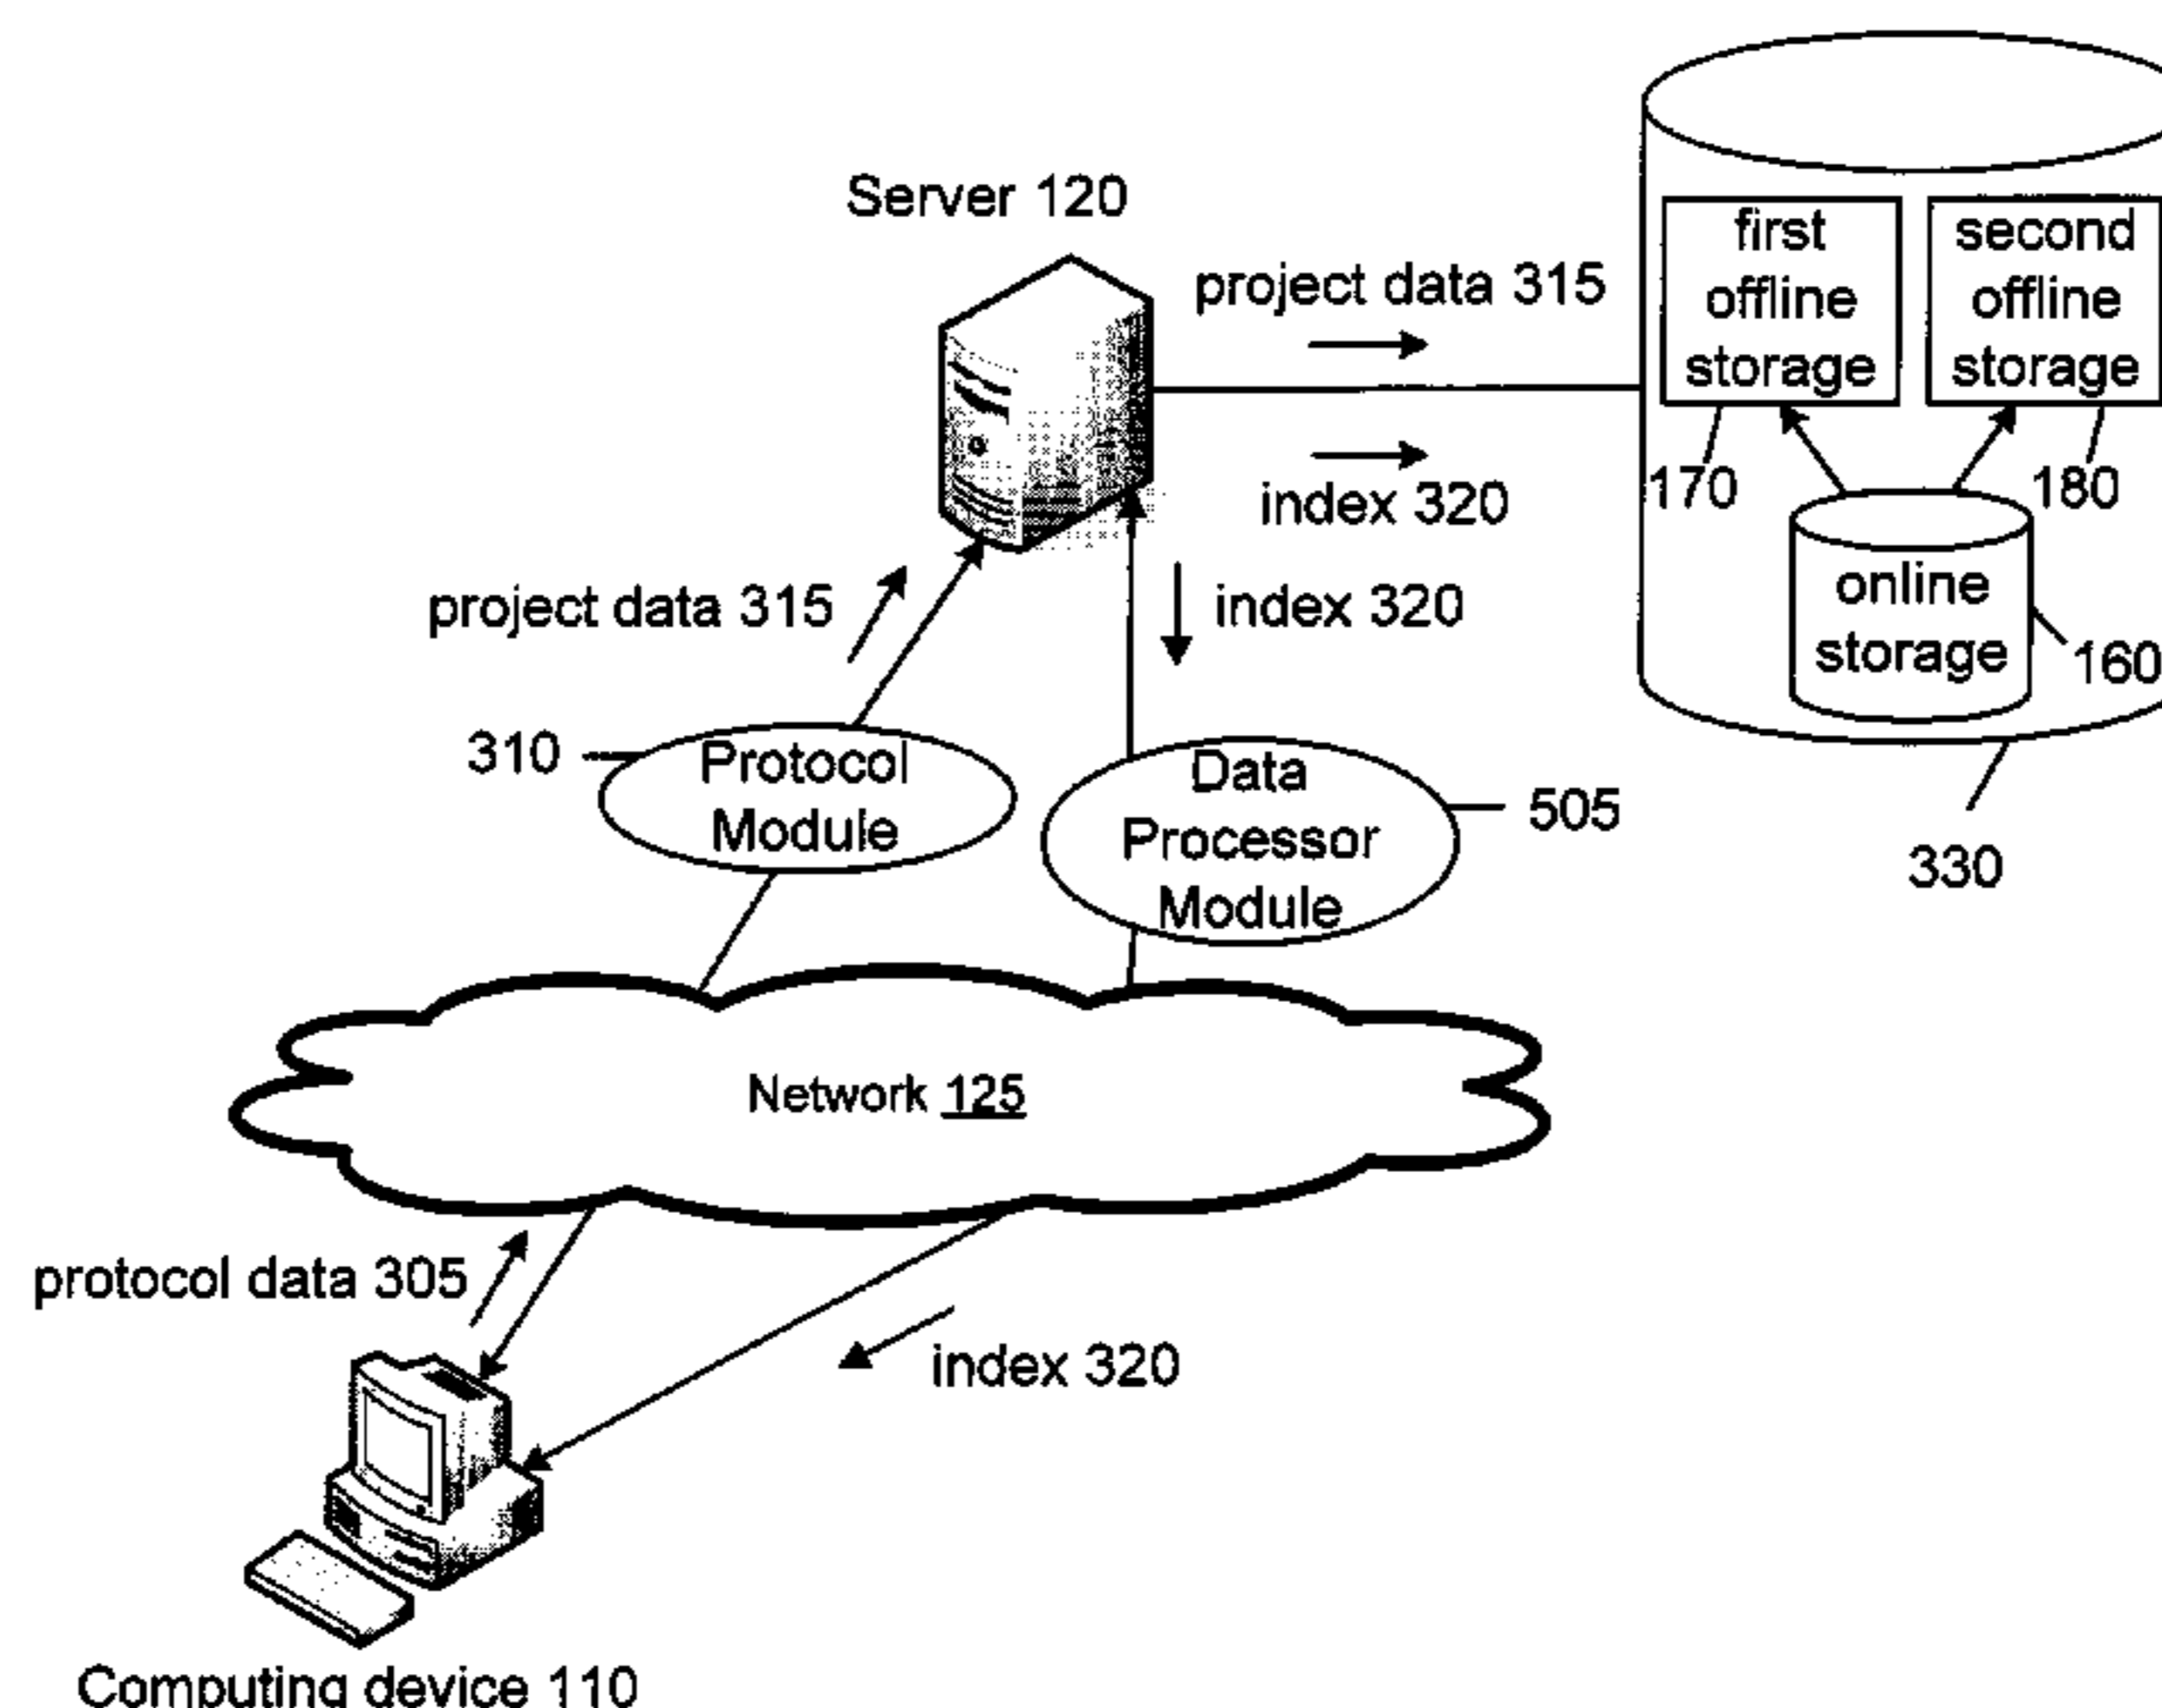 Server 120
project data 315
index 320
first
offline
storage
second
offline
storage
170
180
online
storage
160
330
project data 315
index 320
310
Protocol
Module
Data
Processor
Module
505
Network 125
protocol data 305
index 320
Computing device 110